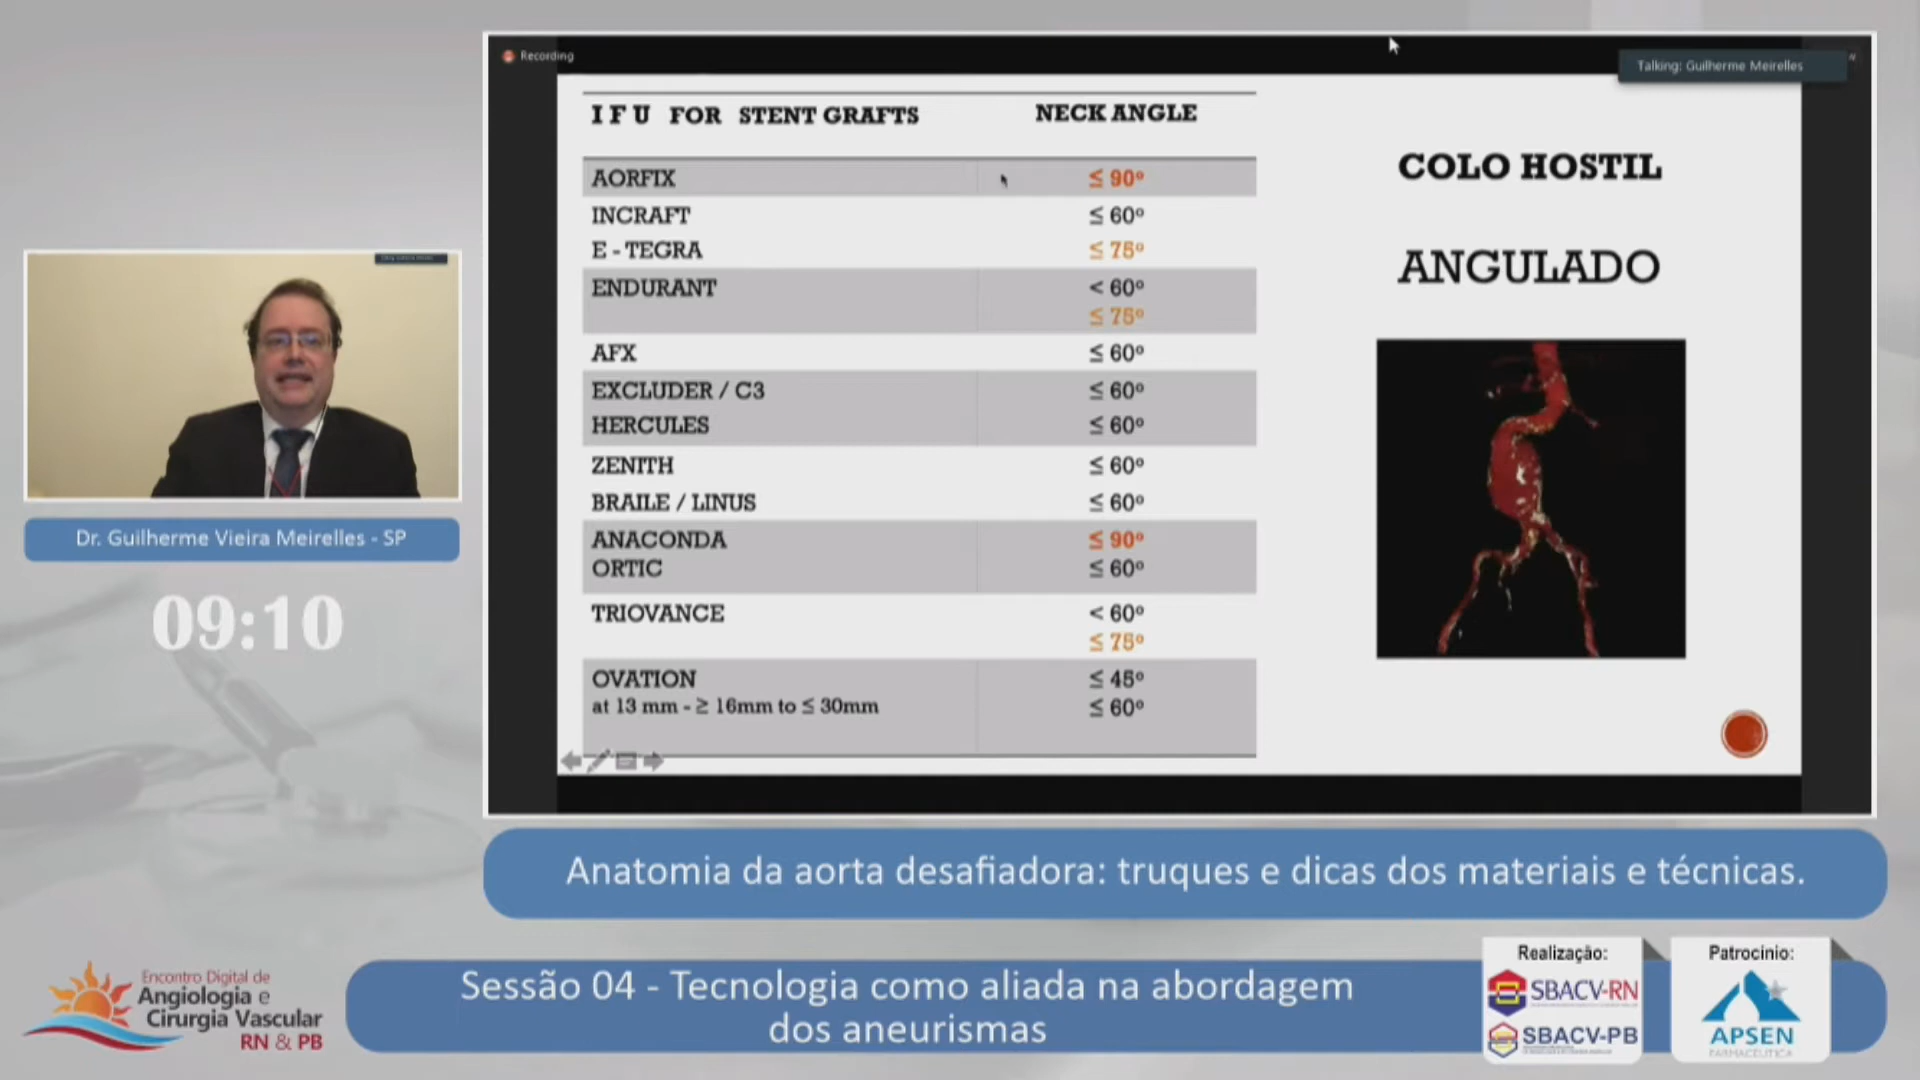 Recording
Talking: Guilherme Meirelles
I F U FOR STENT GRAFTS NECK ANGLE
AORFIX ≤ 90º
INCRAFT ≤ 60º
E - TEGRA ≤ 75º
ENDURANT < 60º
≤ 75º
AFX ≤ 60º
EXCLUDER / C3 ≤ 60º
HERCULES ≤ 60º
ZENITH ≤ 60º
BRAILE / LINUS ≤ 60º
ANACONDA ≤ 90º
ORTIC ≤ 60º
TRIOVANCE < 60º
≤ 75º
OVATION ≤ 45º
at 13 mm - ≥ 16mm to ≤ 30mm ≤ 60º
COLO HOSTIL
ANGULADO
Dr. Guilherme Vieira Meirelles - SP
09:10
Anatomia da aorta desafiadora: truques e dicas dos materiais e técnicas.
Encontro Digital de
Angiologia e
Cirurgia Vascular
RN & PB
Sessão 04 - Tecnologia como aliada na abordagem
dos aneurismas
Realização:
SBACV-RN
SBACV-PB
Patrocínio:
APSEN
FARMACEUTICA